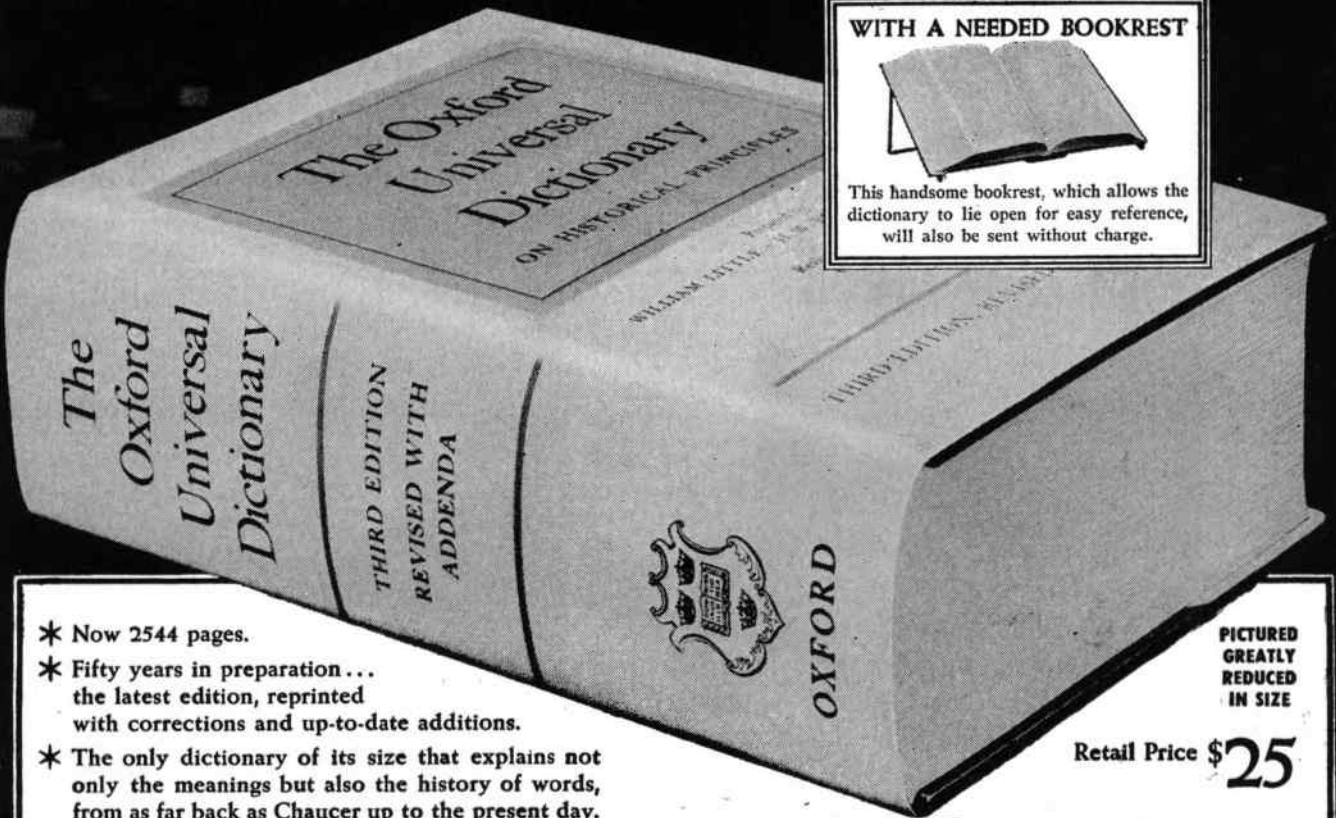 WITH A NEEDED BOOKREST
This handsome bookrest, which allows the
dictionary to lie open for easy reference,
will also be sent without charge.
The Oxford
Universal
Dictionary
ON HISTORICAL PRINCIPLES
WILLIAM LITTLE
THIRD EDITION, REVISED
The
Oxford
Universal
Dictionary
THIRD EDITION
REVISED WITH
ADDENDA
OXFORD
* Now 2544 pages.
* Fifty years in preparation...
the latest edition, reprinted
with corrections and up-to-date additions.
* The only dictionary of its size that explains not
only the meanings but also the history of words,
from as far back as Chaucer up to the present day.
PICTURED
GREATLY
REDUCED
IN SIZE
Retail Price $25